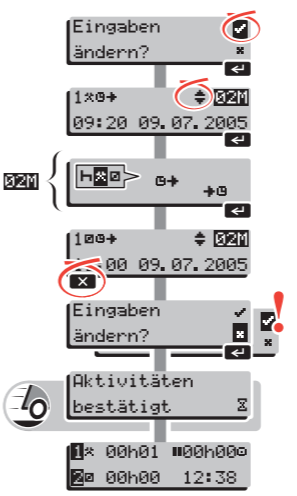 Eingaben
ändern?
1 02M
09:20 09.07.2005
02M
1 02M
00 09.07.2005
X
Eingaben
ändern?
!
Aktivitäten
bestätigt
1 00h01 00h00
2 00h00 12:38